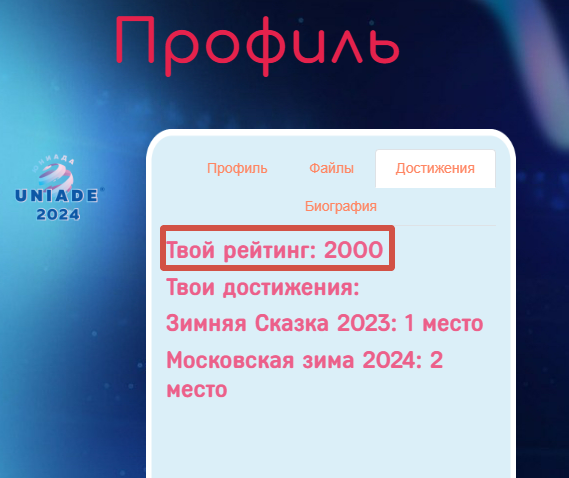 Профиль
УНИАДА
UNIADE
2024
Профиль Файлы Достижения
Биография
Твой рейтинг: 2000
Твои достижения:
Зимняя Сказка 2023: 1 место
Московская зима 2024: 2
место